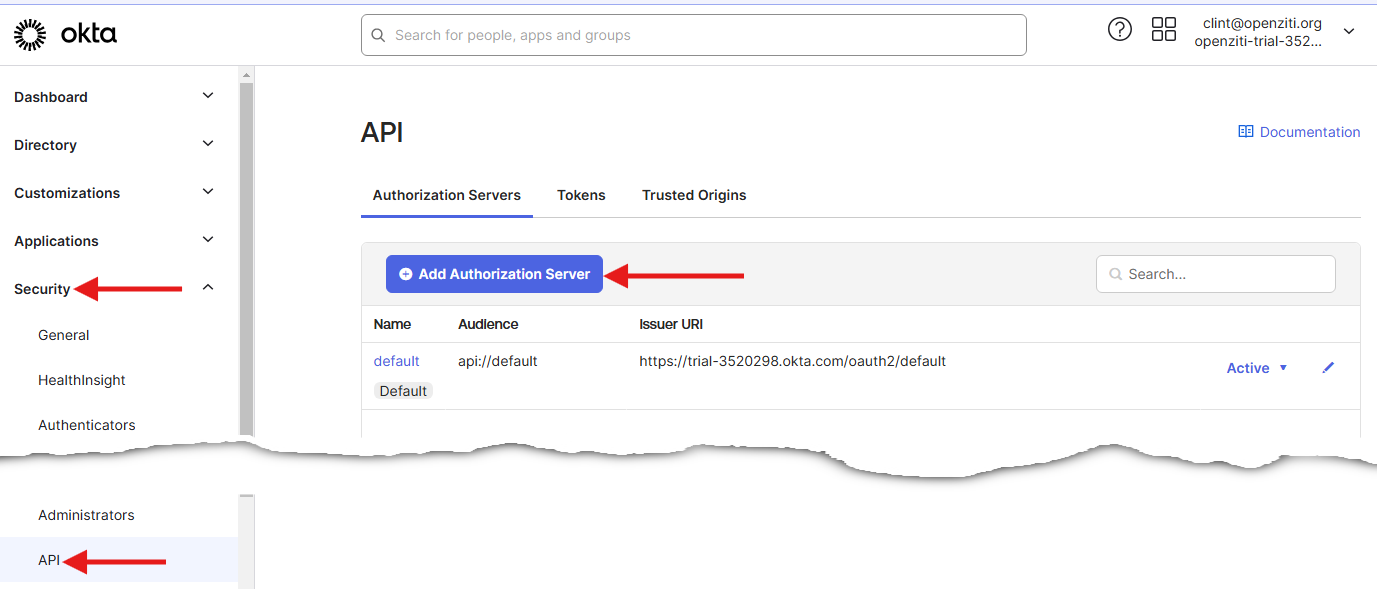 okta
Search for people, apps and groups
clint@openziti.org
openziti-trial-352...
Dashboard
Directory
Customizations
Applications
Security
General
HealthInsight
Authenticators
Administrators
API
API
Documentation
Authorization Servers Tokens Trusted Origins
Add Authorization Server
Search...
Name Audience Issuer URI
default api://default https://trial-3520298.okta.com/oauth2/default
Active
Default